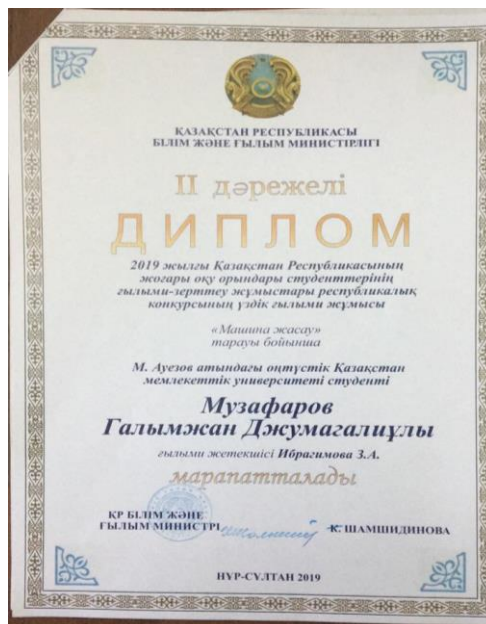 ҚАЗАҚСТАН РЕСПУБЛИКАСЫ
БІЛІМ ЖӘНЕ ҒЫЛЫМ МИНИСТІРЛІГІ
II дәрежелі
ДИПЛОМ
2019 жылғы Қазақстан Республикасының
жоғары оқу орындары студенттерінің
ғылыми-зерттеу жұмыстары республикалық
конкурсының үздік ғылыми жұмысы
«Машина жасау»
тарауы бойынша
М. Ауезов атындағы оңтүстік Қазақстан
мемлекеттік университеті студенті
Музафаров
Галымжан Джумагалиұлы
ғылыми жетекшісі Ибрагимова З.А.
марапатталады
ҚР БІЛІМ ЖӘНЕ
ҒЫЛЫМ МИНИСТРІ
К. ШАМШИДИНОВА
НҰР-СҰЛТАН 2019